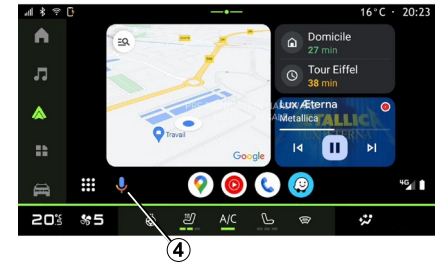 16°C · 20:23
Domicile
27 min
Tour Eiffel
38 min
Travail
Google
Lux Æterna
Metallica
METALLICA
4G
20°5
5
A/C
4